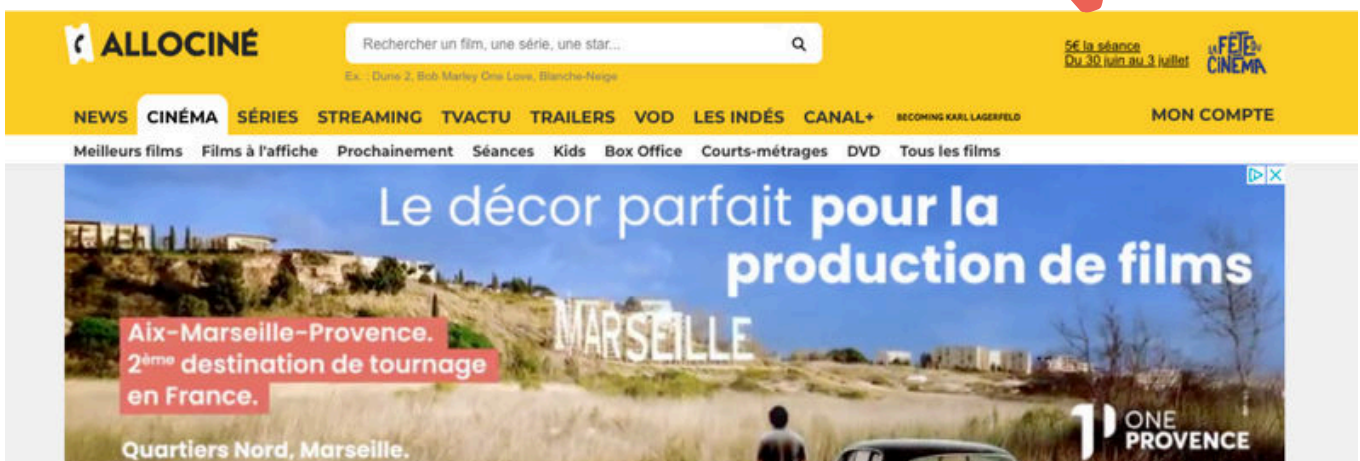 ALLOCINÉ
Rechercher un film, une série, une star...
Ex. : Dune 2, Bob Marley One Love, Blanche-Neige
5€ la séance
Du 30 juin au 3 juillet
LA FÊTE DU
CINÉMA
NEWS CINÉMA SÉRIES STREAMING TVACTU TRAILERS VOD LES INDÉS CANAL+ BECOMING KARL LAGERFELD MON COMPTE
Meilleurs films Films à l'affiche Prochainement Séances Kids Box Office Courts-métrages DVD Tous les films
Le décor parfait pour la
production de films
MARSEILLE
Aix-Marseille-Provence.
2ème destination de tournage
en France.
Quartiers Nord, Marseille.
ONE
PROVENCE